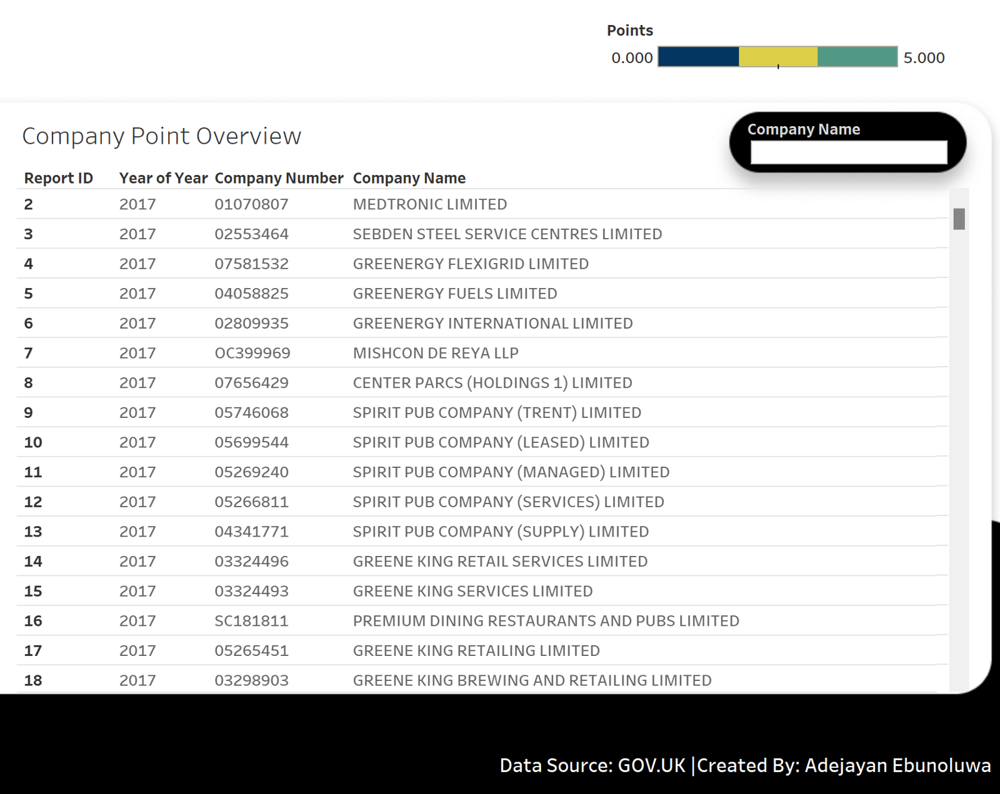 Points
0.000 5.000
Company Name
Company Point Overview
Report ID Year of Year Company Number Company Name
2 2017 01070807 MEDTRONIC LIMITED
3 2017 02553464 SEBDEN STEEL SERVICE CENTRES LIMITED
4 2017 07581532 GREENERGY FLEXIGRID LIMITED
5 2017 04058825 GREENERGY FUELS LIMITED
6 2017 02809935 GREENERGY INTERNATIONAL LIMITED
7 2017 OC399969 MISHCON DE REYA LLP
8 2017 07656429 CENTER PARCS (HOLDINGS 1) LIMITED
9 2017 05746068 SPIRIT PUB COMPANY (TRENT) LIMITED
10 2017 05699544 SPIRIT PUB COMPANY (LEASED) LIMITED
11 2017 05269240 SPIRIT PUB COMPANY (MANAGED) LIMITED
12 2017 05266811 SPIRIT PUB COMPANY (SERVICES) LIMITED
13 2017 04341771 SPIRIT PUB COMPANY (SUPPLY) LIMITED
14 2017 03324496 GREENE KING RETAIL SERVICES LIMITED
15 2017 03324493 GREENE KING SERVICES LIMITED
16 2017 SC181811 PREMIUM DINING RESTAURANTS AND PUBS LIMITED
17 2017 05265451 GREENE KING RETAILING LIMITED
18 2017 03298903 GREENE KING BREWING AND RETAILING LIMITED
Data Source: GOV.UK |Created By: Adejayan Ebunoluwa